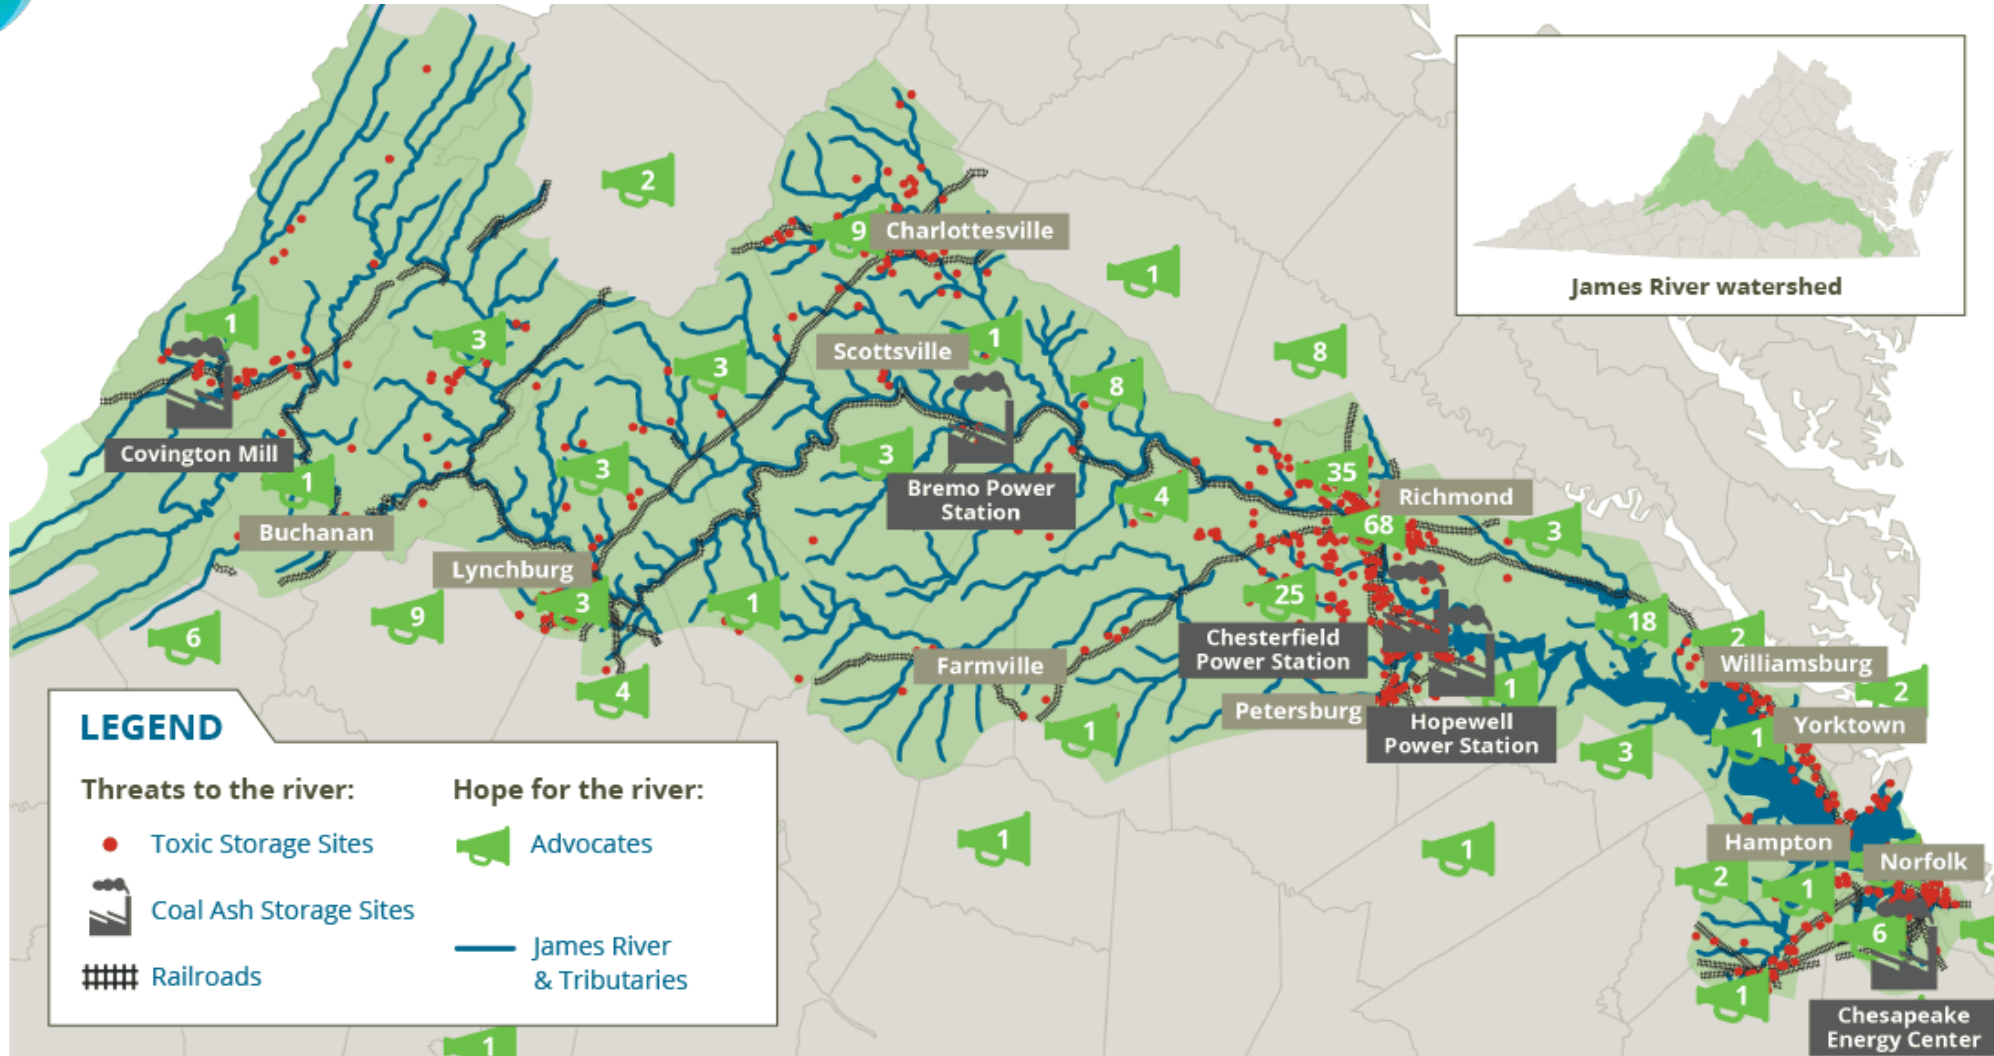 2
9
Charlottesville
1
James River watershed
1
3
3
Scottsville
1
8
8
Covington Mill
1
3
3
Bremo Power
Station
4
35
Richmond
68
3
Buchanan
Lynchburg
3
1
25
18
2
6
9
4
Farmville
Chesterfield
Power Station
Williamsburg
1
2
Petersburg
Hopewell
Power Station
Yorktown
1
3
1
LEGEND
Threats to the river:
Toxic Storage Sites
Coal Ash Storage Sites
Railroads
Hope for the river:
Advocates
James River
& Tributaries
1
1
Hampton
Norfolk
2
1
6
1
Chesapeake
Energy Center
1